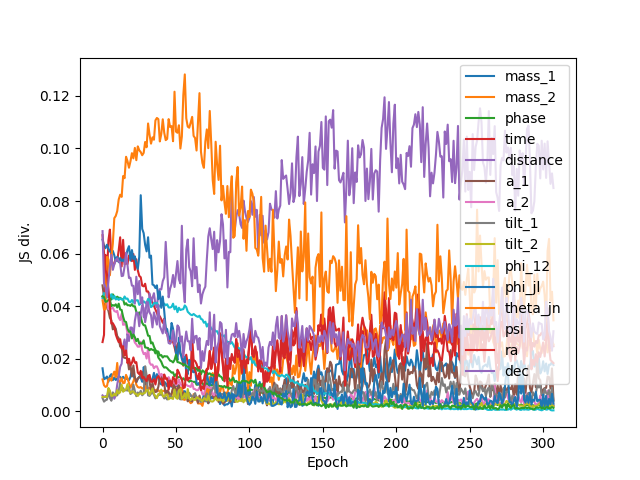 JS div.
0.12
0.10
0.08
0.06
0.04
0.02
0.00
0
50
100
150
200
250
300
Epoch
mass_1
mass_2
phase
time
distance
a_1
a_2
tilt_1
tilt_2
phi_12
phi_jl
theta_jn
psi
ra
dec